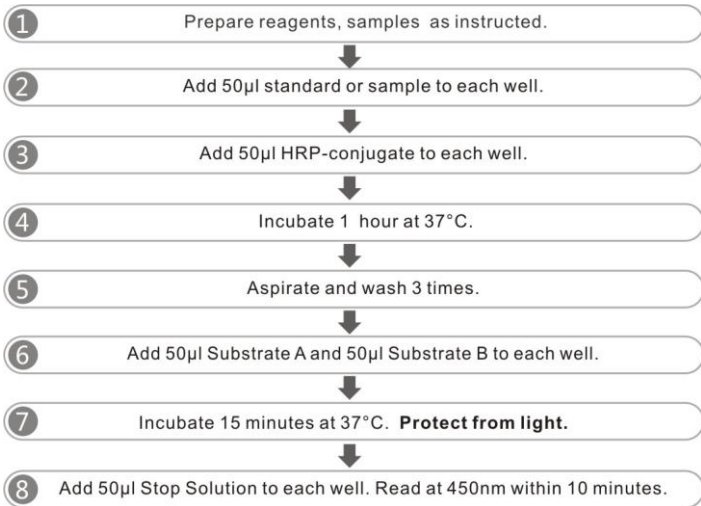 1 Prepare reagents, samples as instructed.
2 Add 50μl standard or sample to each well.
3 Add 50μl HRP-conjugate to each well.
4 Incubate 1 hour at 37°C.
5 Aspirate and wash 3 times.
6 Add 50μl Substrate A and 50μl Substrate B to each well.
7 Incubate 15 minutes at 37°C. Protect from light.
8 Add 50μl Stop Solution to each well. Read at 450nm within 10 minutes.